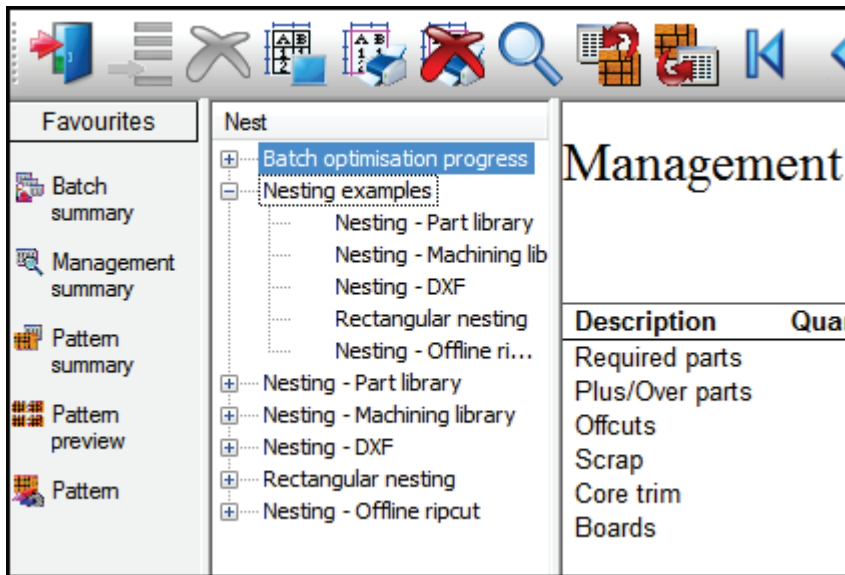 Favourites
Batch
summary
Management
summary
Pattern
summary
Pattern
preview
Pattern
Nest
Batch optimisation progress
Nesting examples
Nesting - Part library
Nesting - Machining lib
Nesting - DXF
Rectangular nesting
Nesting - Offline ri...
Nesting - Part library
Nesting - Machining library
Nesting - DXF
Rectangular nesting
Nesting - Offline ripcut
Management
Description Qua
Required parts
Plus/Over parts
Offcuts
Scrap
Core trim
Boards